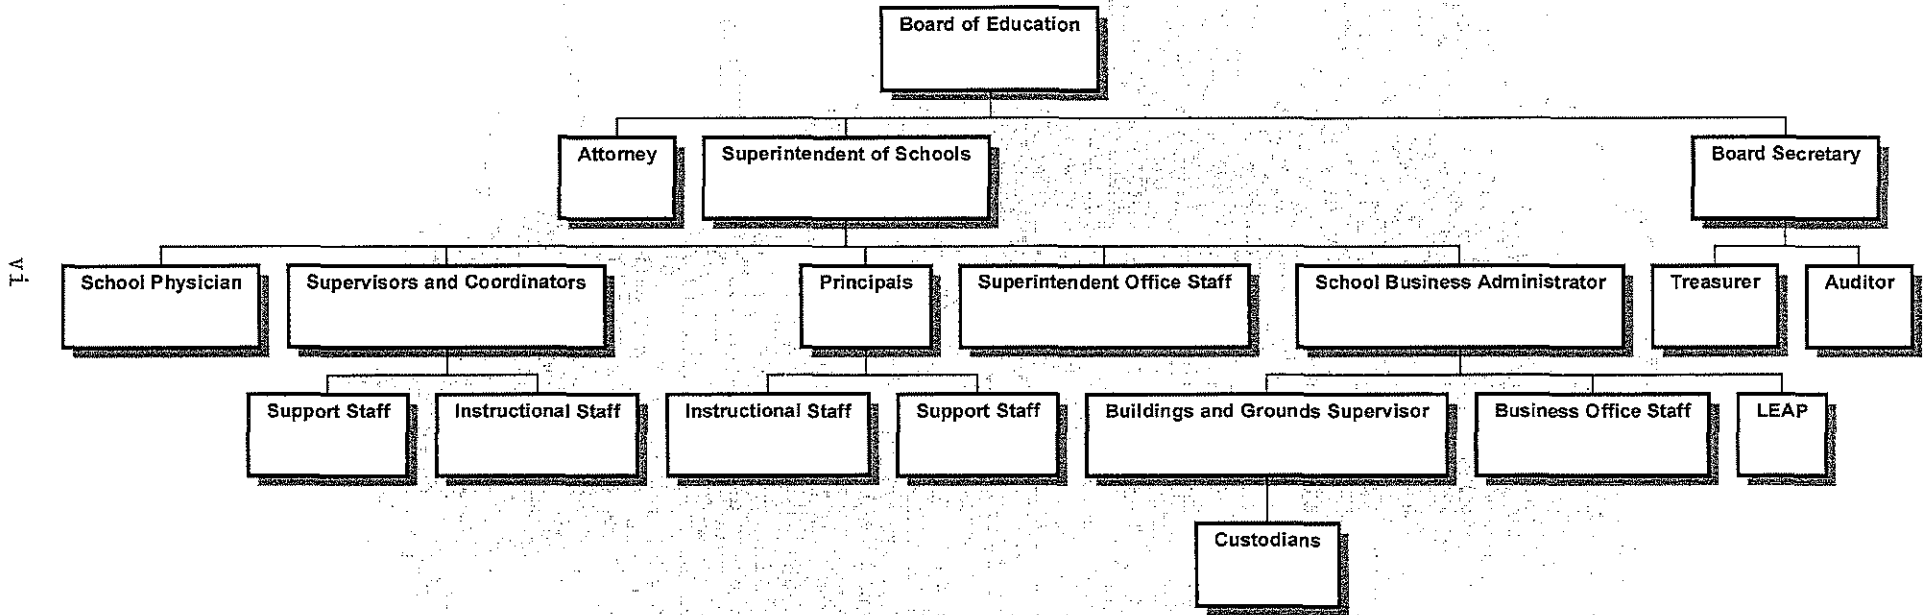 Board of Education
Attorney
Superintendent of Schools
Board Secretary
School Physician
Supervisors and Coordinators
Principals
Superintendent Office Staff
School Business Administrator
Treasurer
Auditor
Support Staff
Instructional Staff
Instructional Staff
Support Staff
Buildings and Grounds Supervisor
Business Office Staff
LEAP
Custodians
vii